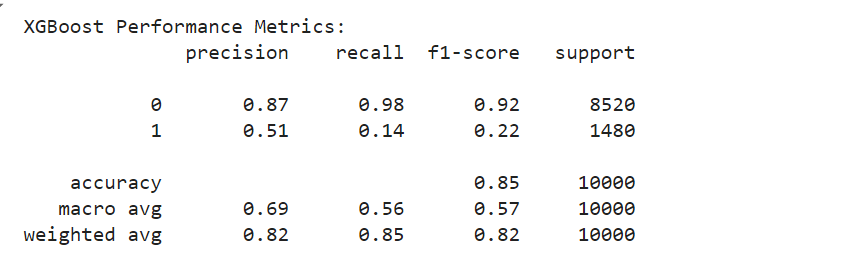 XGBoost Performance Metrics:
precision recall f1-score support
0 0.87 0.98 0.92 8520
1 0.51 0.14 0.22 1480
accuracy 0.85 10000
macro avg 0.69 0.56 0.57 10000
weighted avg 0.82 0.85 0.82 10000